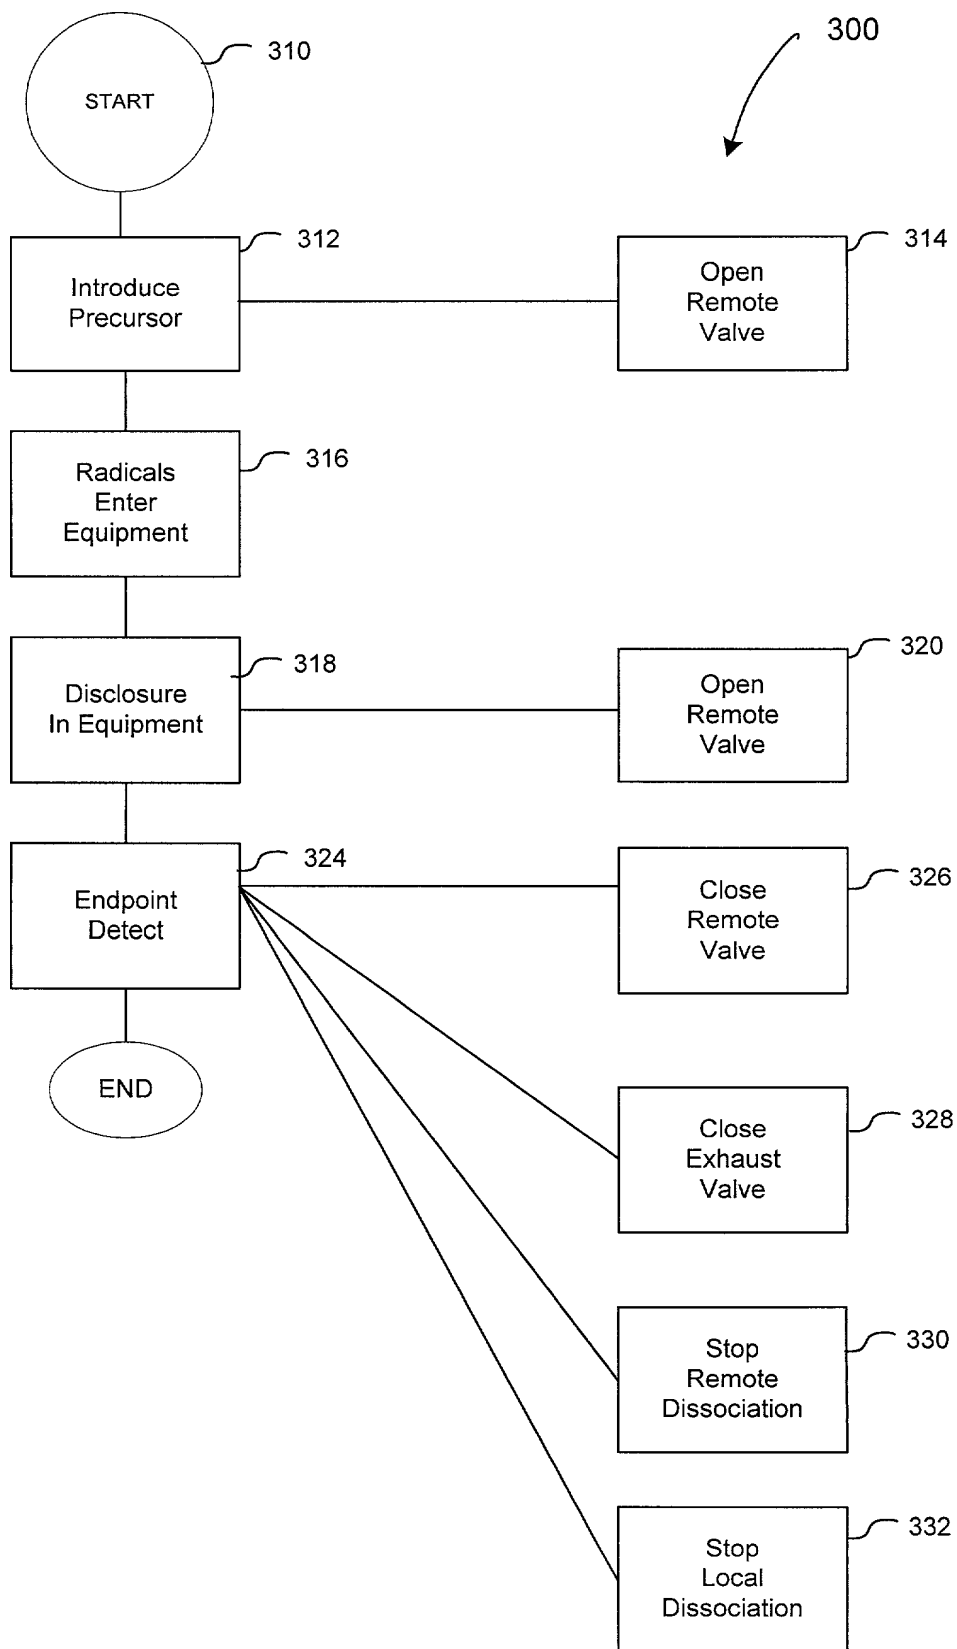 300
310
START
312
Introduce
Precursor
314
Open
Remote
Valve
316
Radicals
Enter
Equipment
318
Disclosure
In Equipment
320
Open
Remote
Valve
324
Endpoint
Detect
326
Close
Remote
Valve
END
328
Close
Exhaust
Valve
330
Stop
Remote
Dissociation
332
Stop
Local
Dissociation